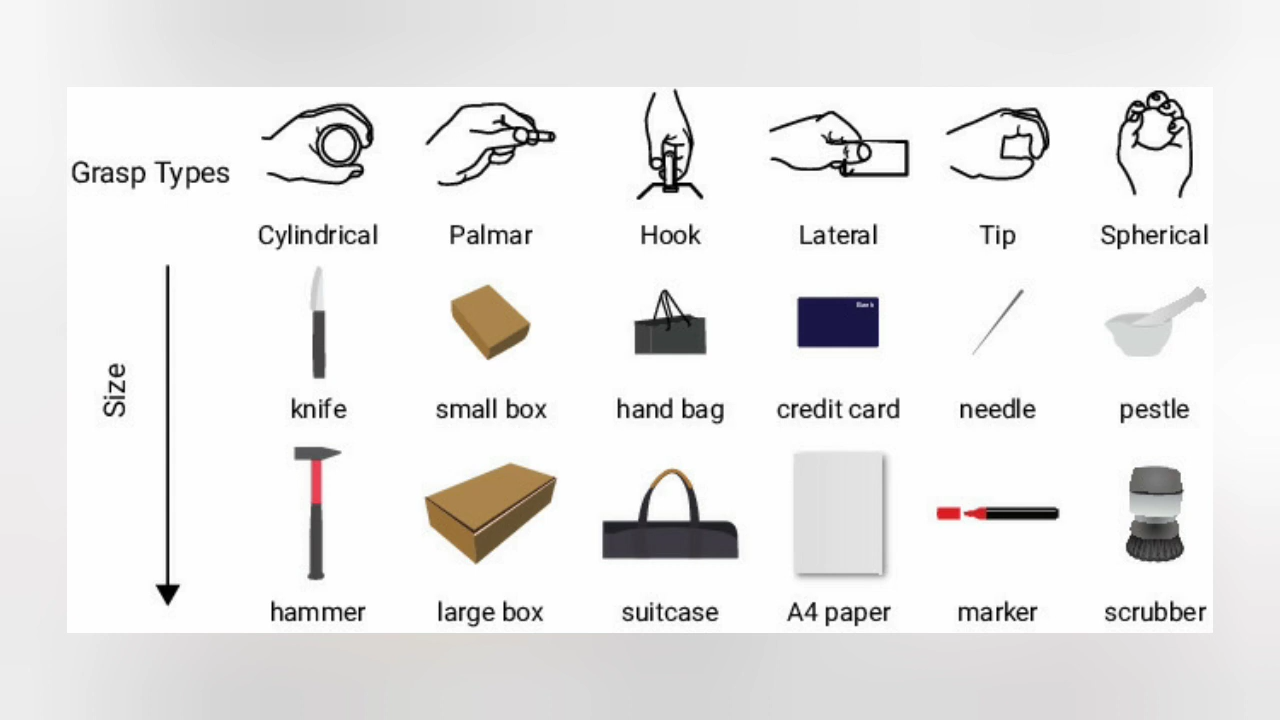 Grasp Types
Cylindrical Palmar Hook Lateral Tip Spherical
Size
Bank
knife small box hand bag credit card needle pestle
hammer large box suitcase A4 paper marker scrubber